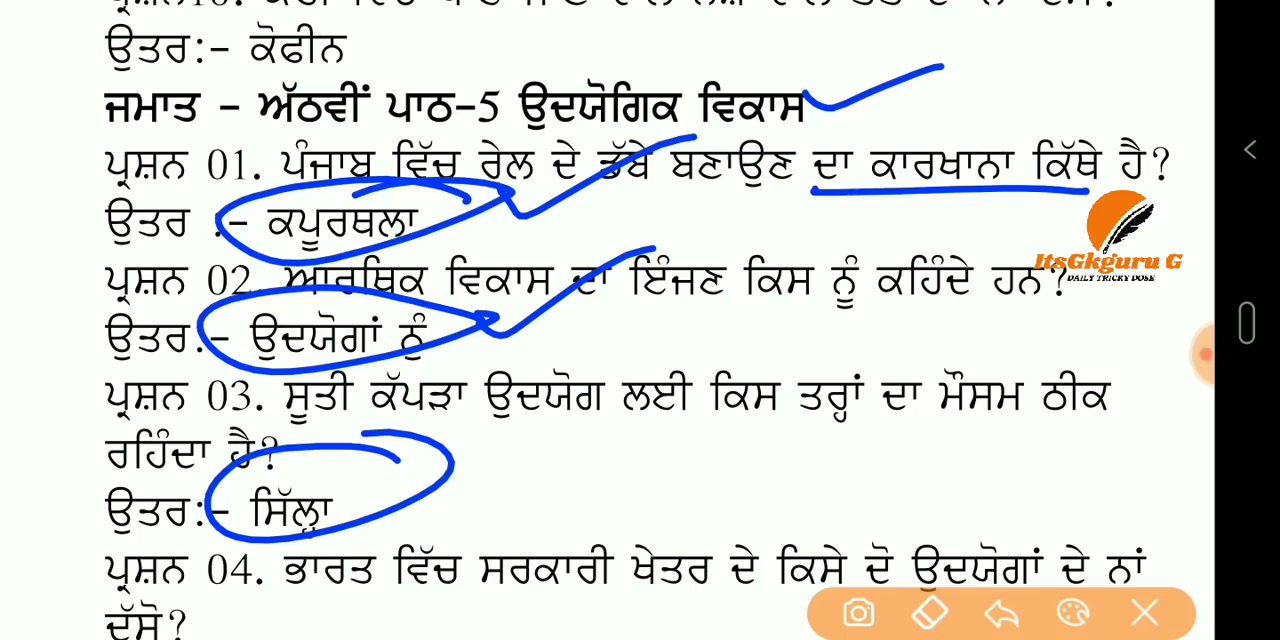 ਉਤਰ:- ਕੋਫੀਨ
ਜਮਾਤ - ਅੱਠਵੀਂ ਪਾਠ-5 ਉਦਯੋਗਿਕ ਵਿਕਾਸ
ਪ੍ਰਸ਼ਨ 01. ਪੰਜਾਬ ਵਿੱਚ ਰੇਲ ਦੇ ਡੱਬੇ ਬਣਾਉਣ ਦਾ ਕਾਰਖਾਨਾ ਕਿੱਥੇ ਹੈ?
ਉਤਰ :- ਕਪੂਰਥਲਾ
ItsGkguru G
ਪ੍ਰਸ਼ਨ 02. ਆਰਥਿਕ ਵਿਕਾਸ ਦਾ ਇੰਜਣ ਕਿਸ ਨੂੰ ਕਹਿੰਦੇ ਹਨ?
DAILY TRICKY DOSE
ਉਤਰ:- ਉਦਯੋਗਾਂ ਨੂੰ
ਪ੍ਰਸ਼ਨ 03. ਸੂਤੀ ਕੱਪੜਾ ਉਦਯੋਗ ਲਈ ਕਿਸ ਤਰ੍ਹਾਂ ਦਾ ਮੌਸਮ ਠੀਕ
ਰਹਿੰਦਾ ਹੈ?
ਉਤਰ:- ਸਿੱਲ੍ਹਾ
ਪ੍ਰਸ਼ਨ 04. ਭਾਰਤ ਵਿੱਚ ਸਰਕਾਰੀ ਖੇਤਰ ਦੇ ਕਿਸੇ ਦੋ ਉਦਯੋਗਾਂ ਦੇ ਨਾਂ
ਦੱਸੋ?